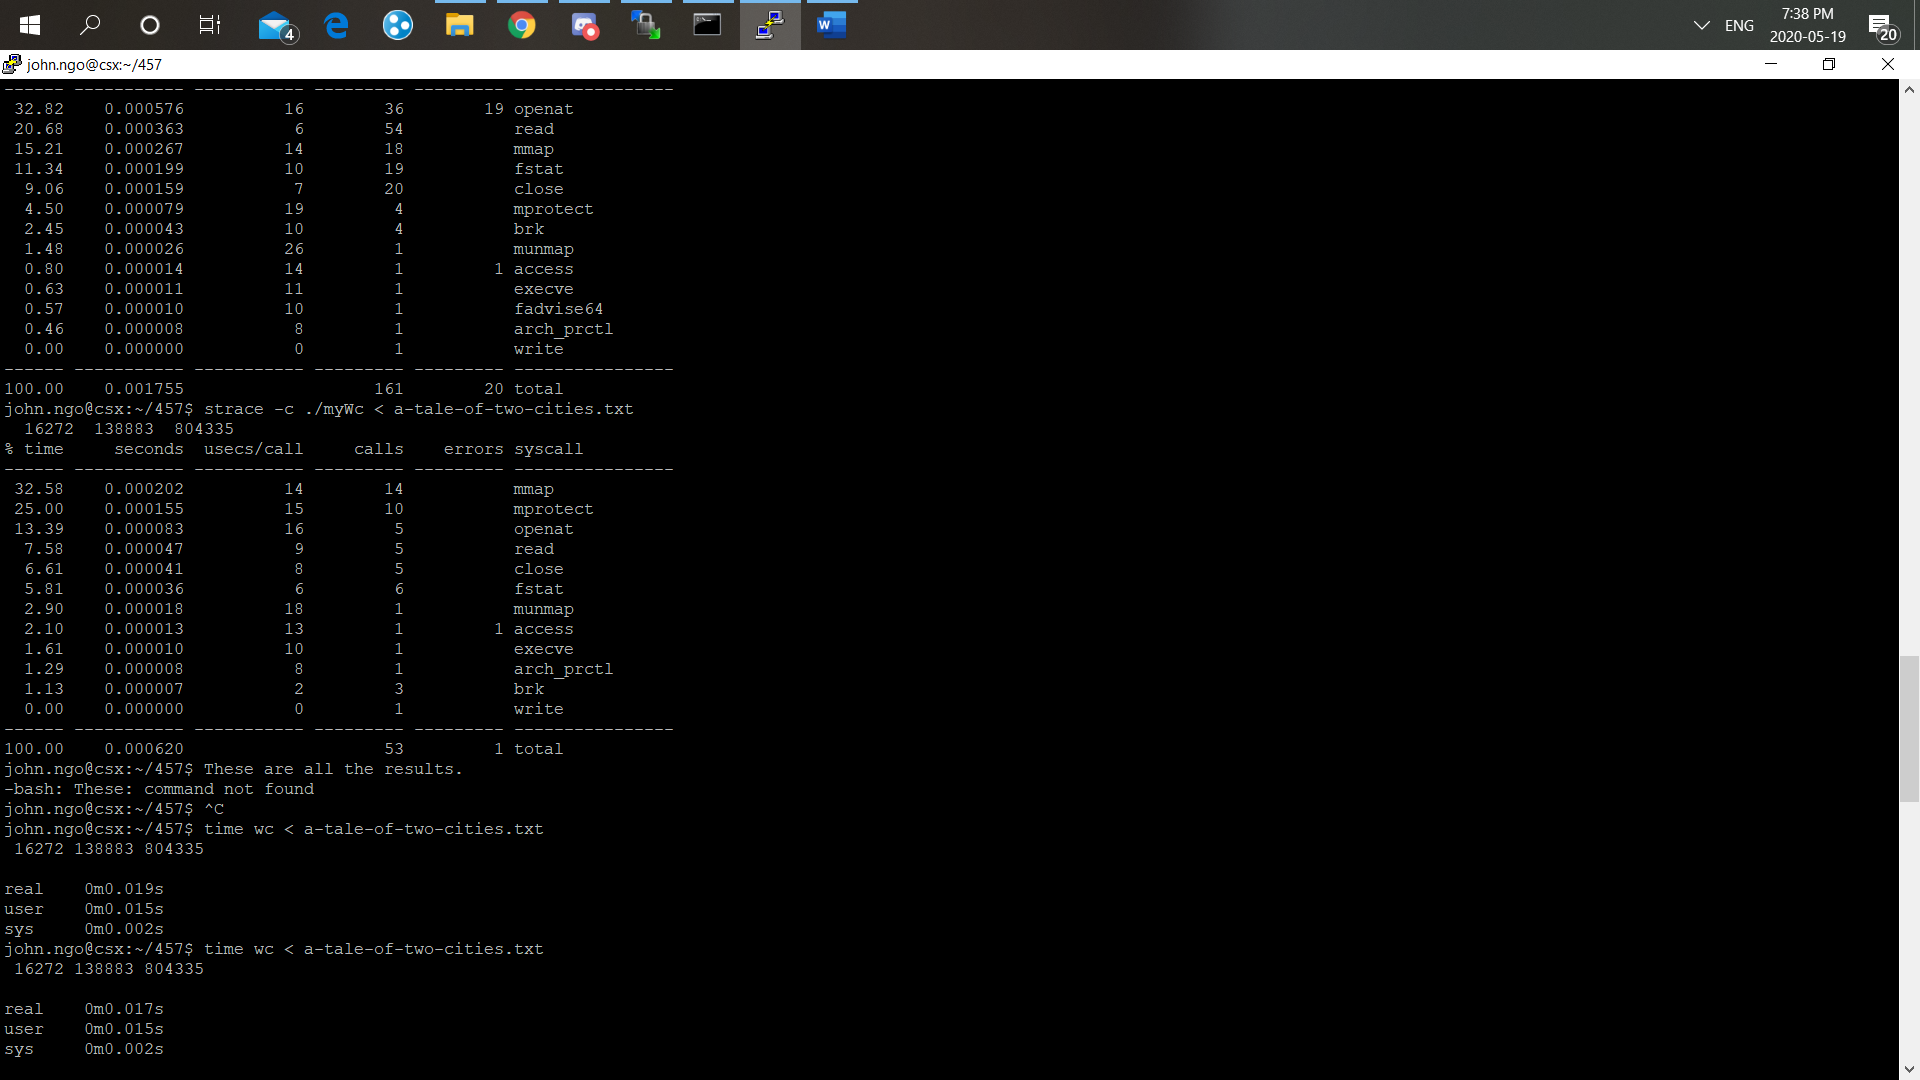 4
ENG
7:38 PM
2020-05-19
20
john.ngo@csx:~/457
------ ----------- ----------- --------- --------- ----------------
 32.82    0.000576          16        36        19 openat
 20.68    0.000363           6        54           read
 15.21    0.000267          14        18           mmap
 11.34    0.000199          10        19           fstat
  9.06    0.000159           7        20           close
  4.50    0.000079          19         4           mprotect
  2.45    0.000043          10         4           brk
  1.48    0.000026          26         1           munmap
  0.80    0.000014          14         1         1 access
  0.63    0.000011          11         1           execve
  0.57    0.000010          10         1           fadvise64
  0.46    0.000008           8         1           arch_prctl
  0.00    0.000000           0         1           write
------ ----------- ----------- --------- --------- ----------------
100.00    0.001755                   161        20 total
john.ngo@csx:~/457$ strace -c ./myWc < a-tale-of-two-cities.txt
  16272  138883  804335
% time     seconds  usecs/call     calls    errors syscall
------ ----------- ----------- --------- --------- ----------------
 32.58    0.000202          14        14           mmap
 25.00    0.000155          15        10           mprotect
 13.39    0.000083          16         5           openat
  7.58    0.000047           9         5           read
  6.61    0.000041           8         5           close
  5.81    0.000036           6         6           fstat
  2.90    0.000018          18         1           munmap
  2.10    0.000013          13         1         1 access
  1.61    0.000010          10         1           execve
  1.29    0.000008           8         1           arch_prctl
  1.13    0.000007           2         3           brk
  0.00    0.000000           0         1           write
------ ----------- ----------- --------- --------- ----------------
100.00    0.000620                    53         1 total
john.ngo@csx:~/457$ These are all the results.
-bash: These: command not found
john.ngo@csx:~/457$ ^C
john.ngo@csx:~/457$ time wc < a-tale-of-two-cities.txt
 16272 138883 804335
real    0m0.019s
user    0m0.015s
sys     0m0.002s
john.ngo@csx:~/457$ time wc < a-tale-of-two-cities.txt
 16272 138883 804335
real    0m0.017s
user    0m0.015s
sys     0m0.002s